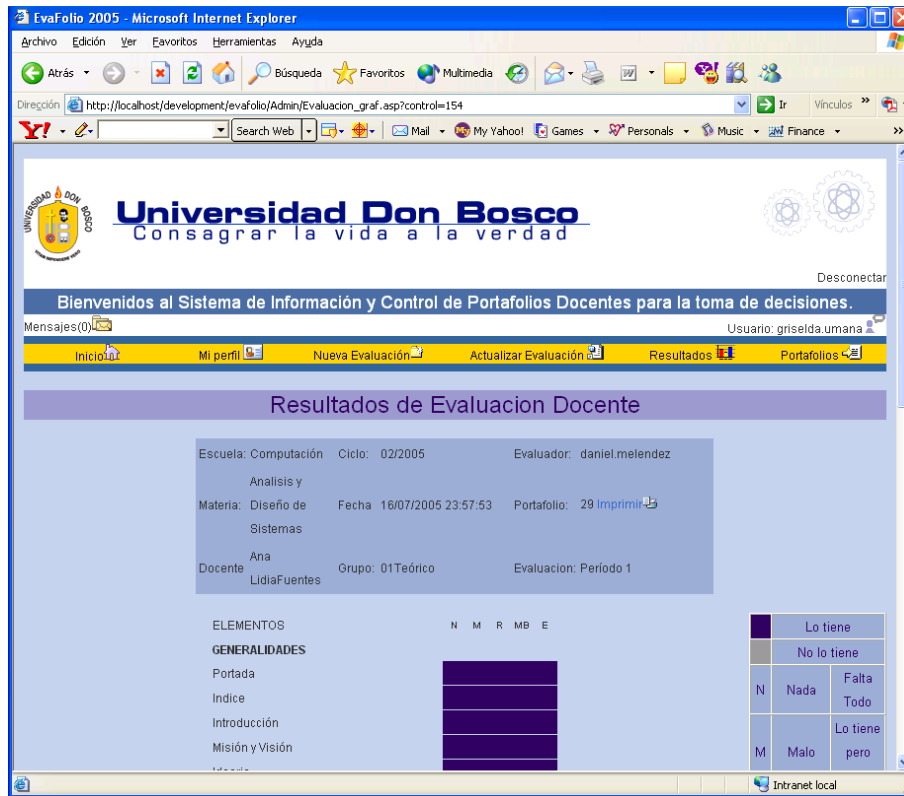 EvaFolio 2005 - Microsoft Internet Explorer
Archivo Edición Ver Favoritos Herramientas Ayuda
Atrás Búsqueda Favoritos Multimedia
Dirección http://localhost/development/evafolio/Admin/Evaluacion_graf.asp?control=154 Ir Vínculos »
Y! Search Web Mail My Yahoo! Games Personals Music Finance »
UNIVERSIDAD DON BOSCO
Universidad Don Bosco
Consagrar la vida a la verdad
Desconectar
Bienvenidos al Sistema de Información y Control de Portafolios Docentes para la toma de decisiones.
Mensajes(0) Usuario: griselda.umana
Inicio Mi perfil Nueva Evaluación Actualizar Evaluación Resultados Portafolios
Resultados de Evaluacion Docente
Escuela: Computación Ciclo: 02/2005 Evaluador: daniel.melendez
Analisis y
Materia: Diseño de Fecha 16/07/2005 23:57:53 Portafolio: 29 Imprimir
Sistemas
Ana
Docente LidiaFuentes Grupo: 01Teórico Evaluacion: Período 1
ELEMENTOS N M R MB E
GENERALIDADES
Portada
Indice
Introducción
Misión y Visión
Lo tiene
No lo tiene
N Nada Falta
Todo
Lo tiene
M Malo pero
Intranet local